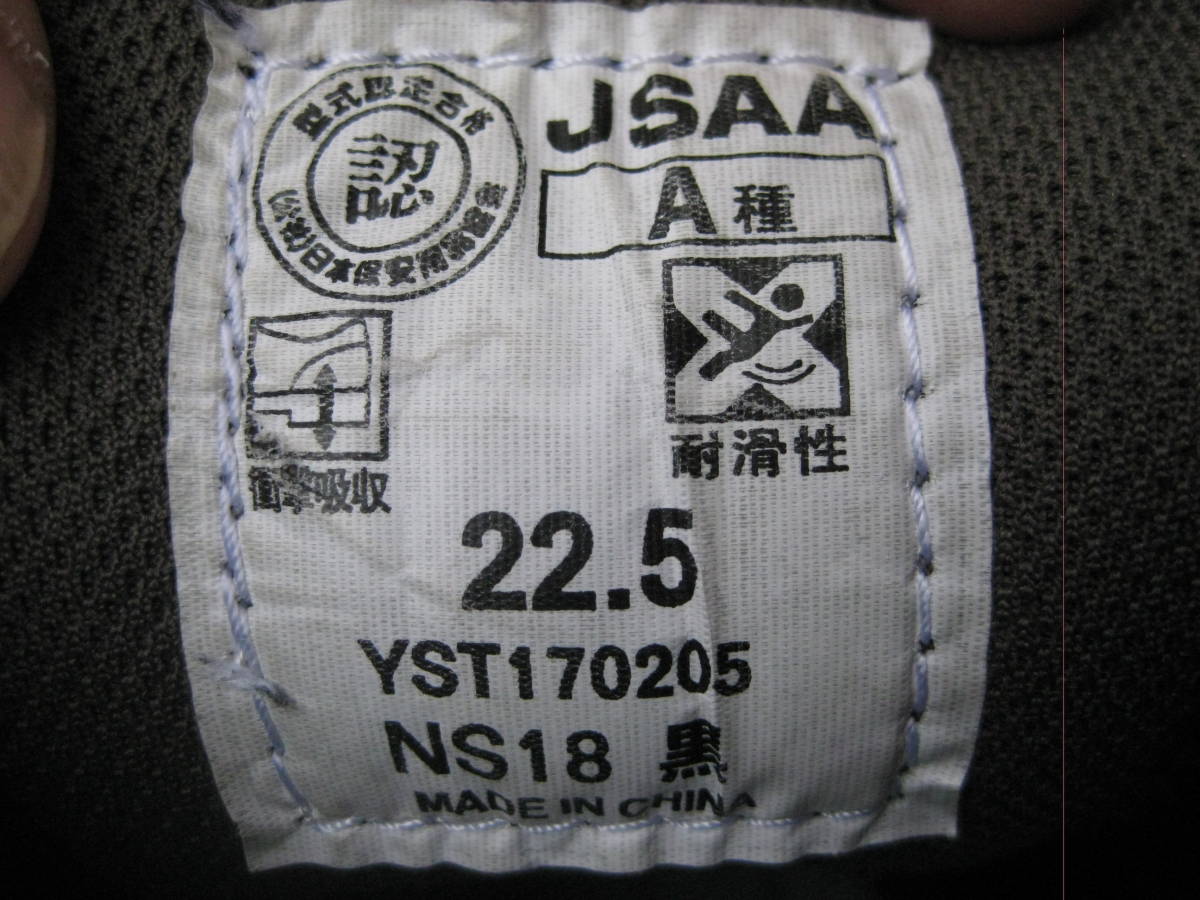 型式認定合格
認
(公社)日本保安用品協会
JSAA
A種
衝撃吸収
耐滑性
22.5
YST170205
NS18 黒
MADE IN CHINA